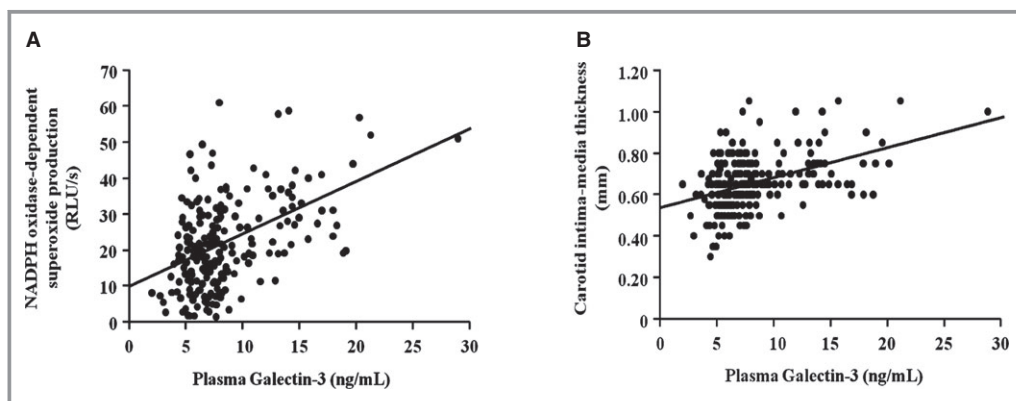 A
NADPH oxidase-dependent
superoxide production
(RLU/s)
70
60
50
40
30
20
10
0
0 5 10 15 20 25 30
Plasma Galectin-3 (ng/mL)
B
Carotid intima-media thickness
(mm)
1.20
1.00
0.80
0.60
0.40
0.20
0
0 5 10 15 20 25 30
Plasma Galectin-3 (ng/mL)